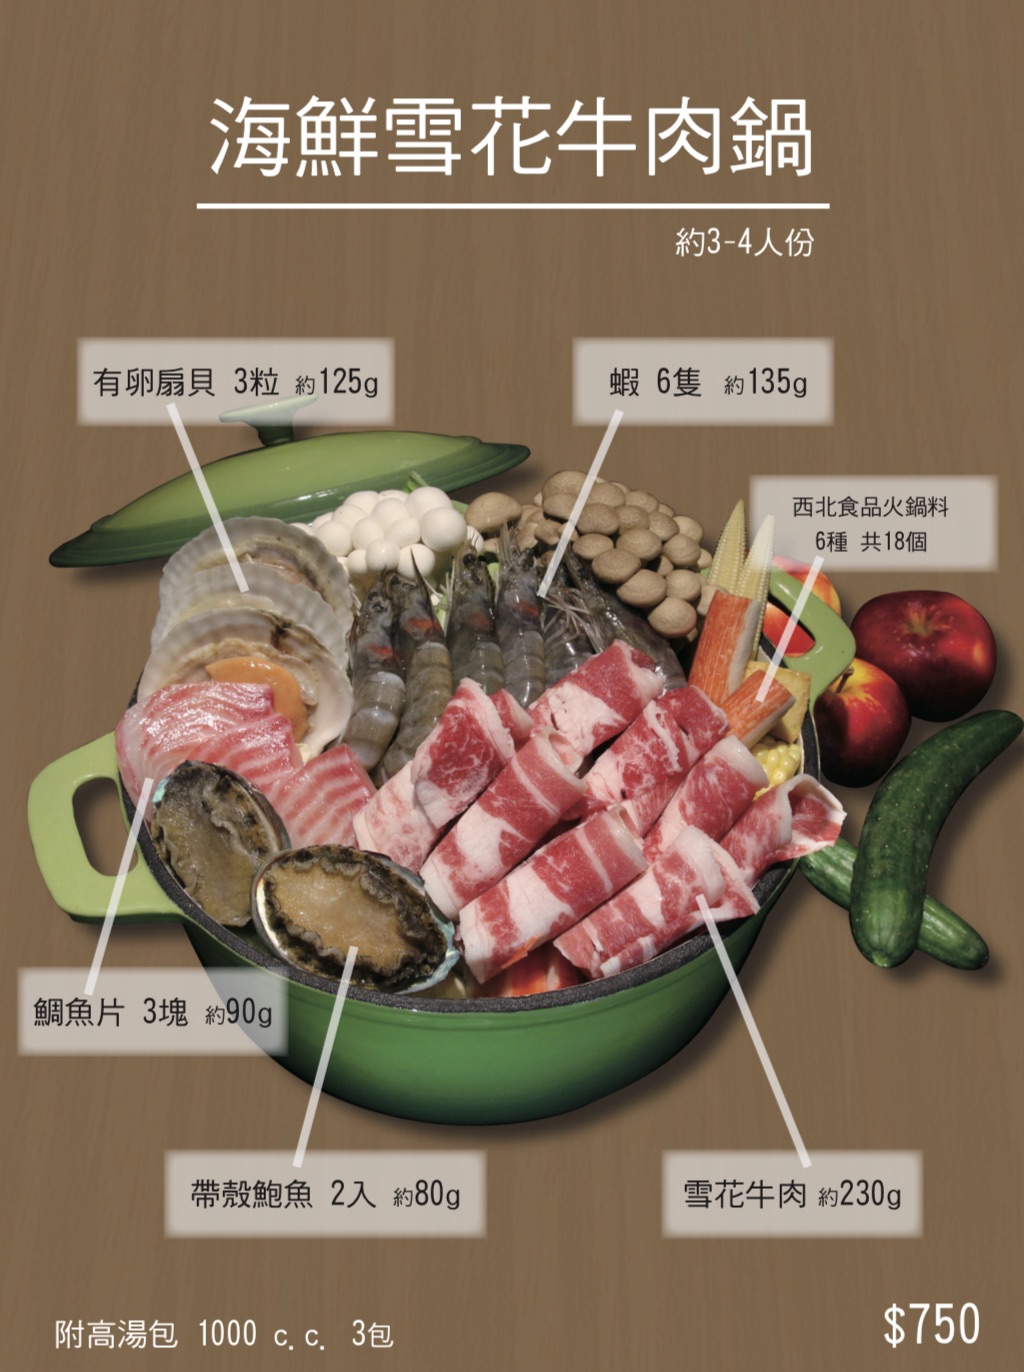 海鮮雪花牛肉鍋
約3-4人份
有卵扇貝 3粒 約125g
蝦 6隻 約135g
西北食品火鍋料
6種 共18個
鯛魚片 3塊 約90g
帶殼鮑魚 2入 約80g
雪花牛肉 約230g
附高湯包 1000 c.c. 3包
$750